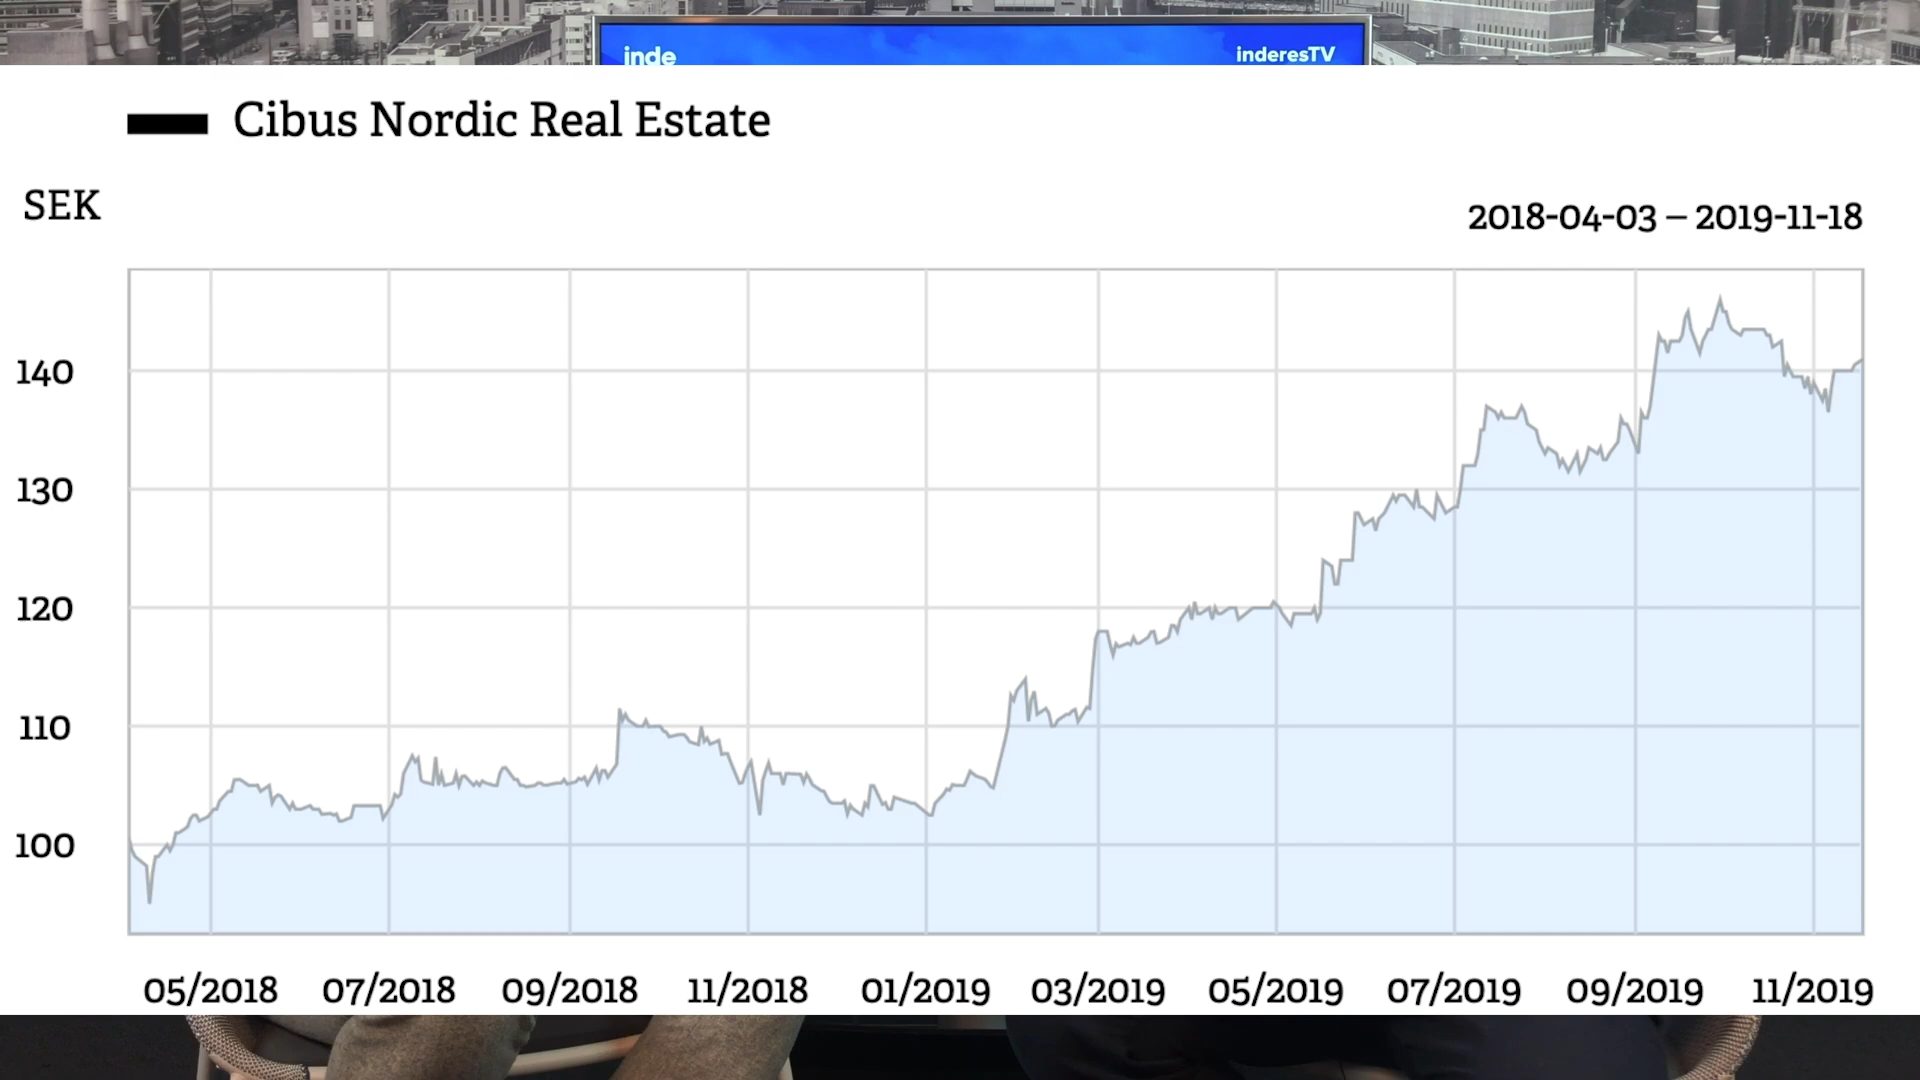 inde
inderesTV
Cibus Nordic Real Estate
SEK
2018-04-03 – 2019-11-18
140
130
120
110
100
05/2018 07/2018 09/2018 11/2018 01/2019 03/2019 05/2019 07/2019 09/2019 11/2019